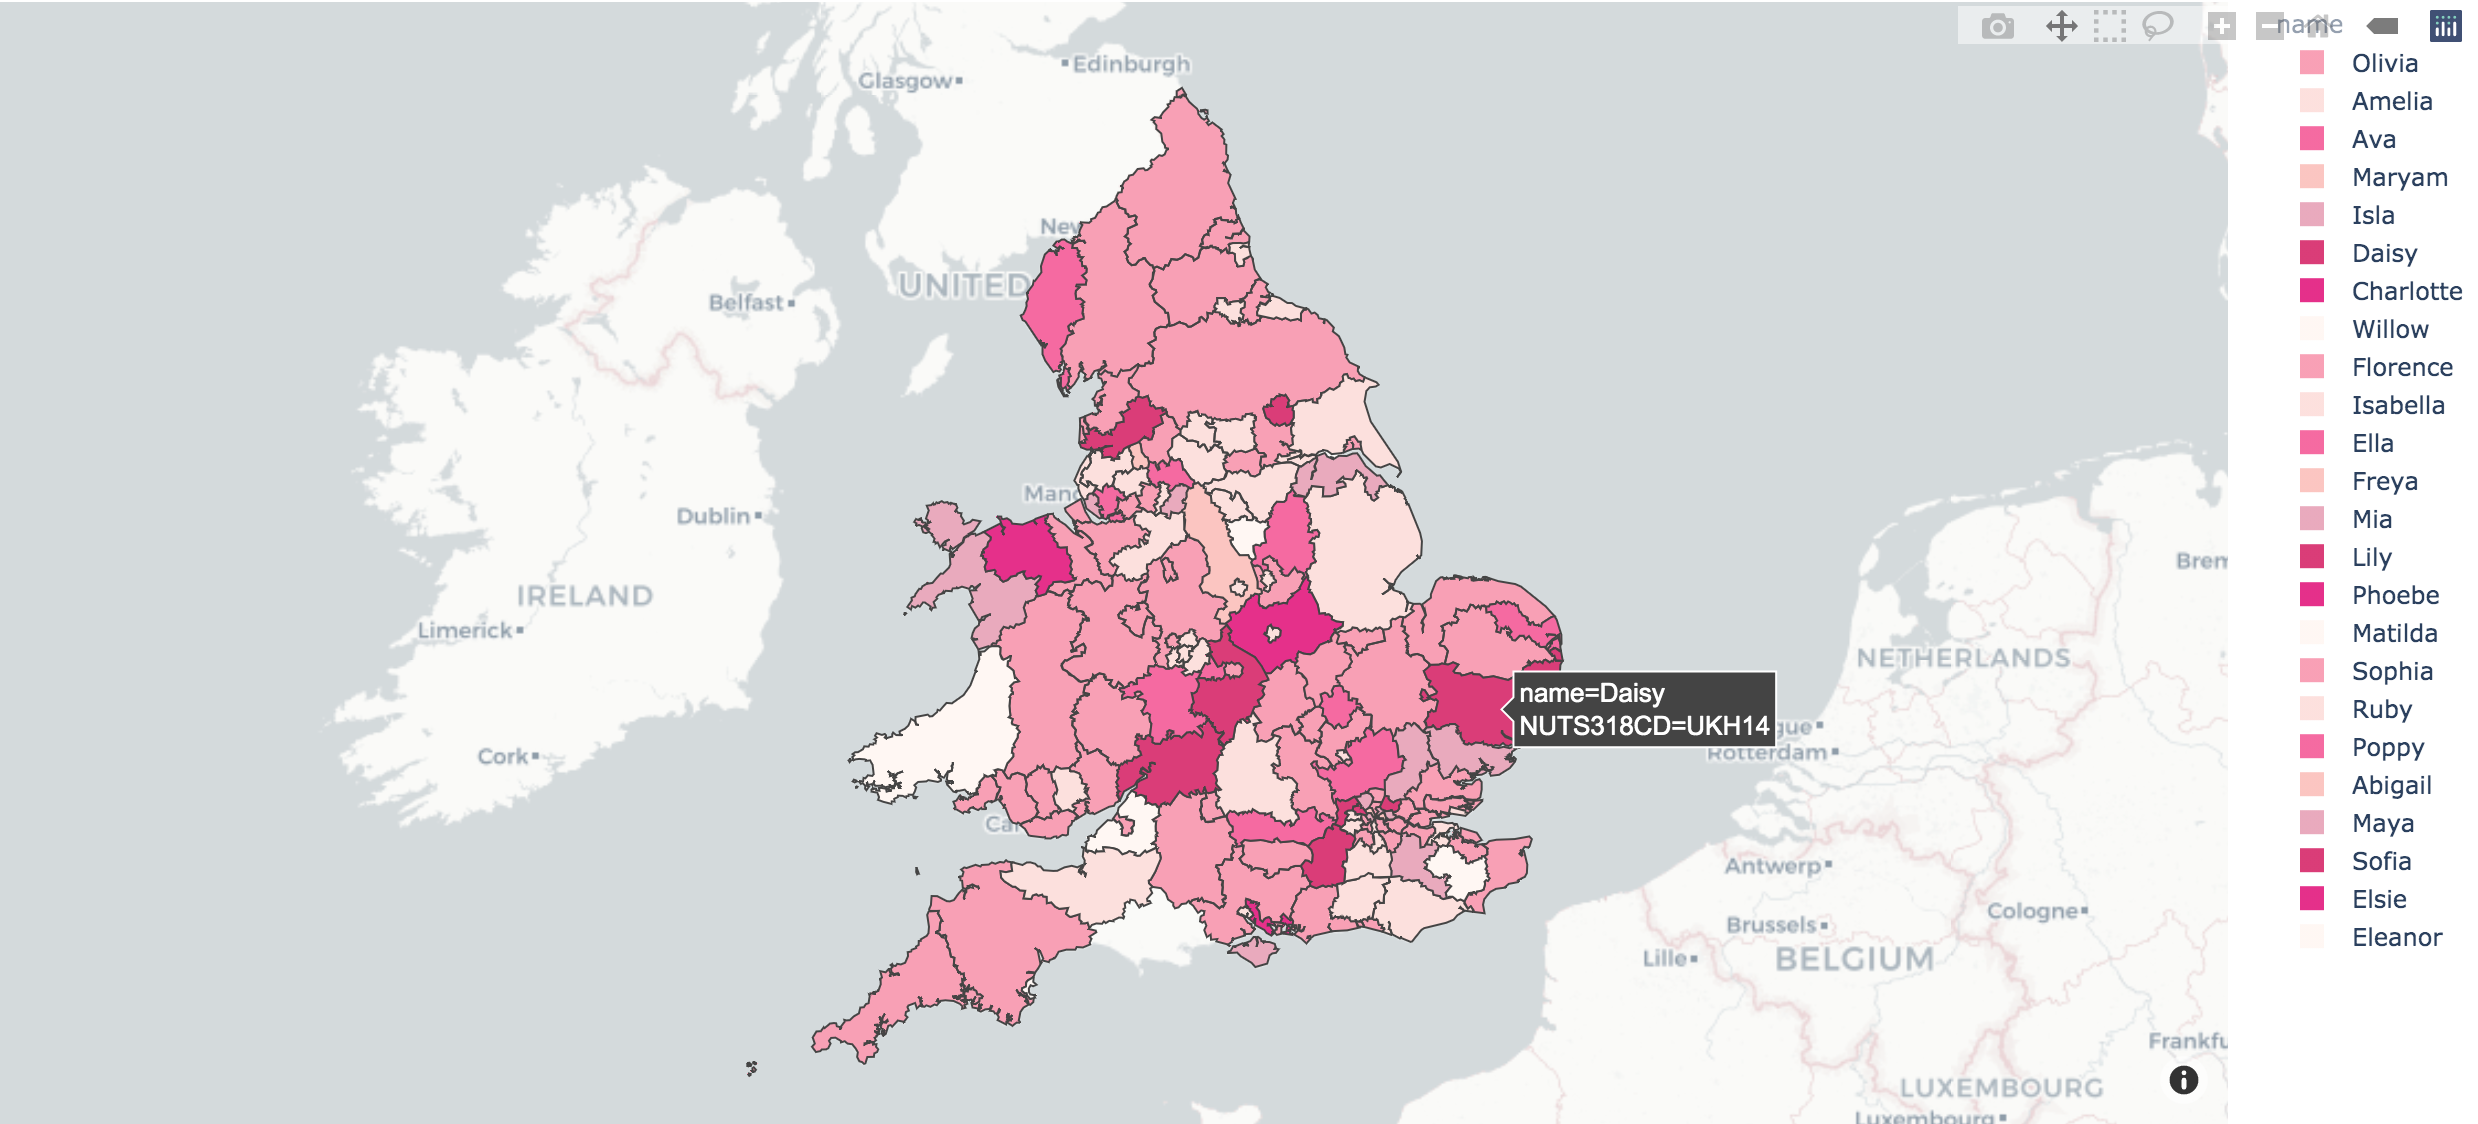 Edinburgh
Glasgow
New
UNITED
Belfast
Manc
Dublin
IRELAND
Limerick
Cork
Car
name=Daisy
NUTS318CD=UKH14
gue
Rotterdam
NETHERLANDS
Brem
Antwerp
Brussels
Cologne
Lille
BELGIUM
Frankfu
LUXEMBOURG
Luxembourg
name
Olivia
Amelia
Ava
Maryam
Isla
Daisy
Charlotte
Willow
Florence
Isabella
Ella
Freya
Mia
Lily
Phoebe
Matilda
Sophia
Ruby
Poppy
Abigail
Maya
Sofia
Elsie
Eleanor